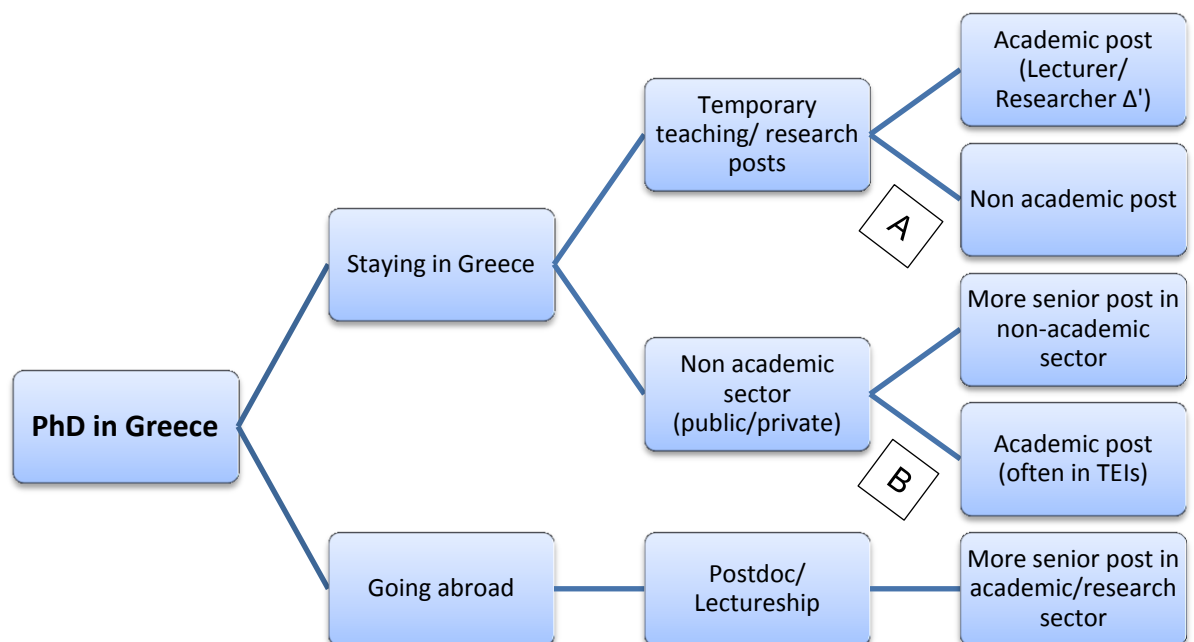 Academic post
(Lecturer/
Researcher Δ')
Temporary
teaching/ research
posts
Non academic post
A
Staying in Greece
More senior post in
non-academic
sector
Non academic
sector
(public/private)
PhD in Greece
Academic post
(often in TEIs)
B
Going abroad
Postdoc/
Lectureship
More senior post in
academic/research
sector